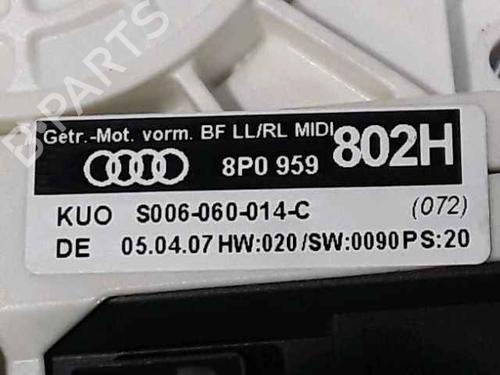 B-PARTS
Getr.-Mot. vorm. BF LL/RL MIDI
8P0 959 802H
KUO S006-060-014-C (072)
DE 05.04.07 HW:020/SW:0090 PS:20